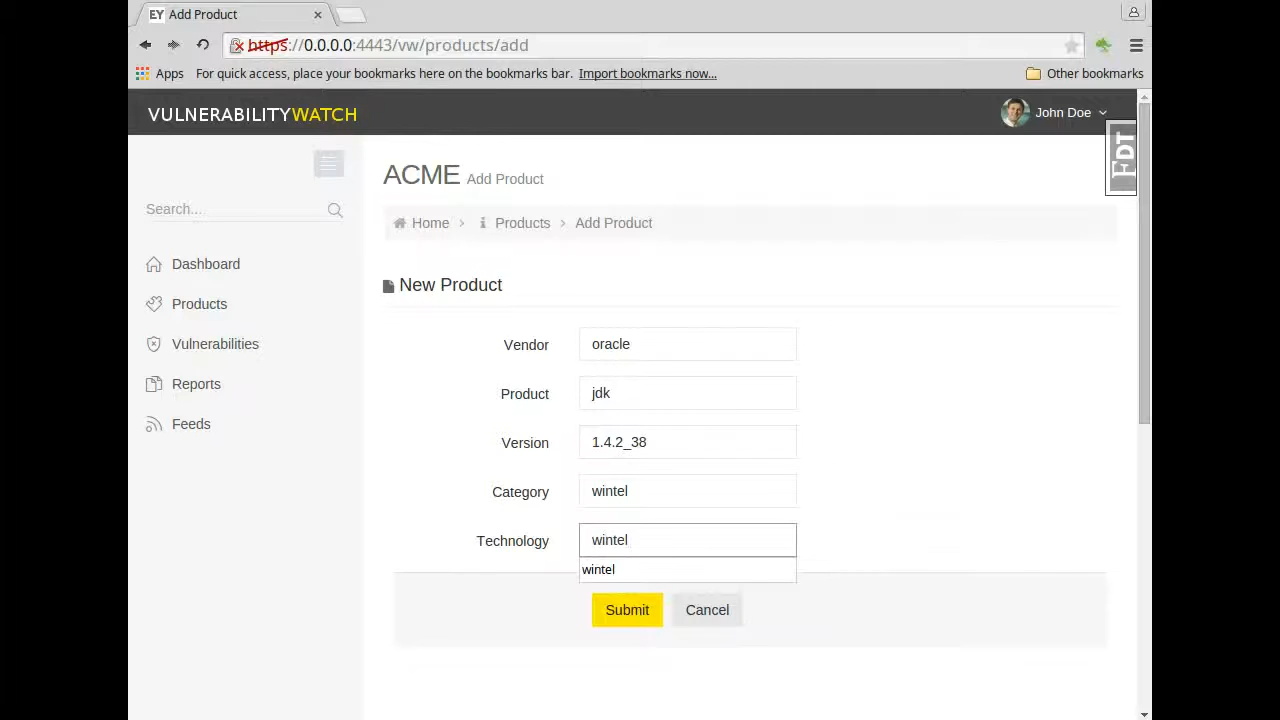 EY Add Product
https://0.0.0.0:4443/vw/products/add
Apps For quick access, place your bookmarks here on the bookmarks bar. Import bookmarks now... Other bookmarks
VULNERABILITYWATCH John Doe
EDT
ACME Add Product
Search...
Home Products Add Product
Dashboard
Products
Vulnerabilities
Reports
Feeds
New Product
Vendor oracle
Product jdk
Version 1.4.2_38
Category wintel
Technology wintel
wintel
Submit Cancel